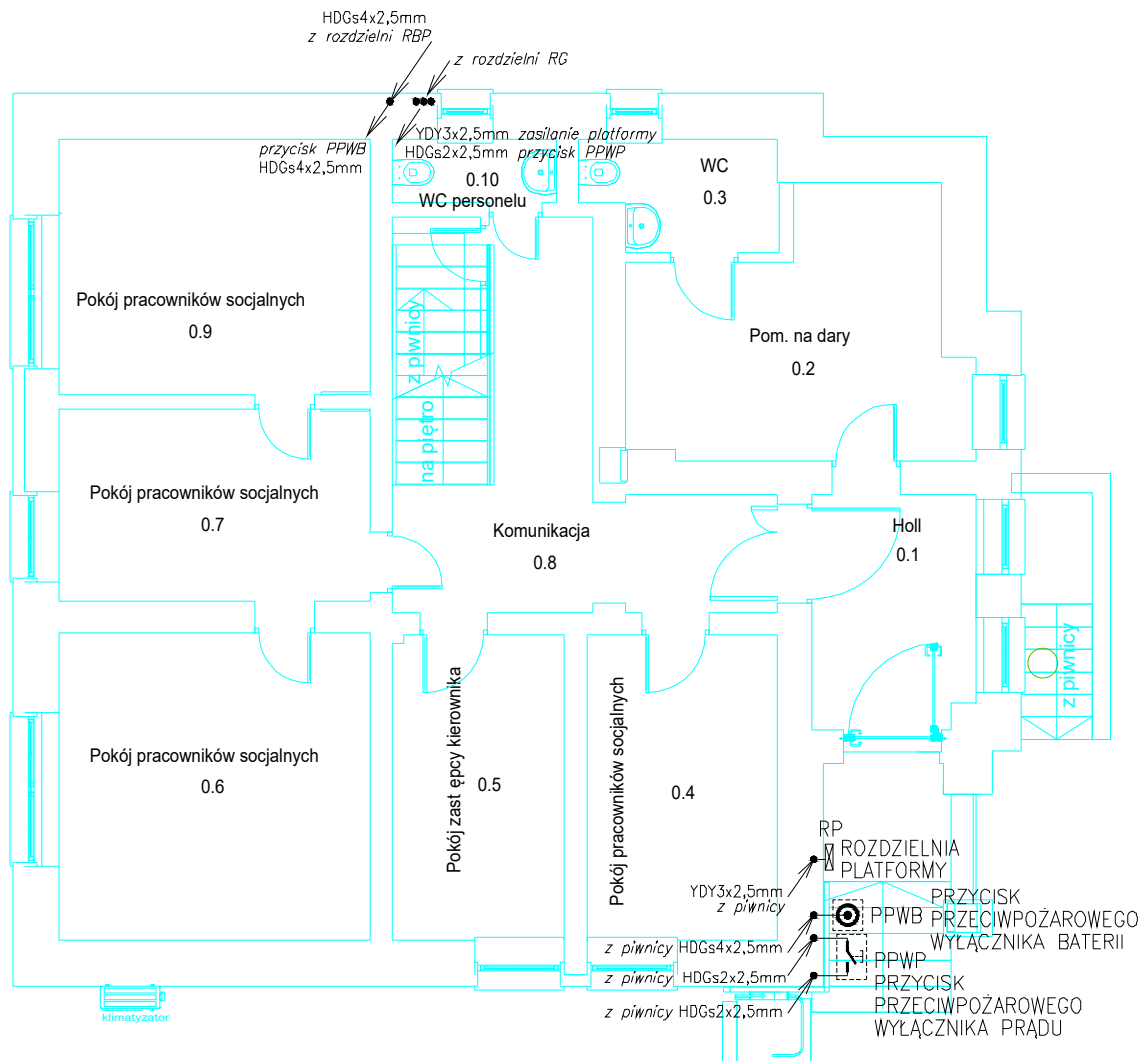 HDGs4x2,5mm
z rozdzielni RBP
z rozdzielni RG
przycisk PPWB
HDGs4x2,5mm
YDY3x2,5mm zasilanie platformy
HDGs2x2,5mm przycisk PPWP
0.10
WC personelu
WC
0.3
Pokój pracowników socjalnych
0.9
z piwnicy
na piętro
Pom. na dary
0.2
Pokój pracowników socjalnych
0.7
Komunikacja
0.8
Holl
0.1
z piwnicy
Pokój pracowników socjalnych
0.6
Pokój zast ępcy kierownika
0.5
Pokój pracowników socjalnych
0.4
RP
ROZDZIELNIA
PLATFORMY
YDY3x2,5mm
z piwnicy
PPWB
PRZYCISK
PRZECIWPOŻAROWEGO
WYŁĄCZNIKA BATERII
z piwnicy HDGs4x2,5mm
z piwnicy HDGs2x2,5mm
z piwnicy HDGs2x2,5mm
PPWP
PRZYCISK
PRZECIWPOŻAROWEGO
WYŁĄCZNIKA PRĄDU
klimatyzator